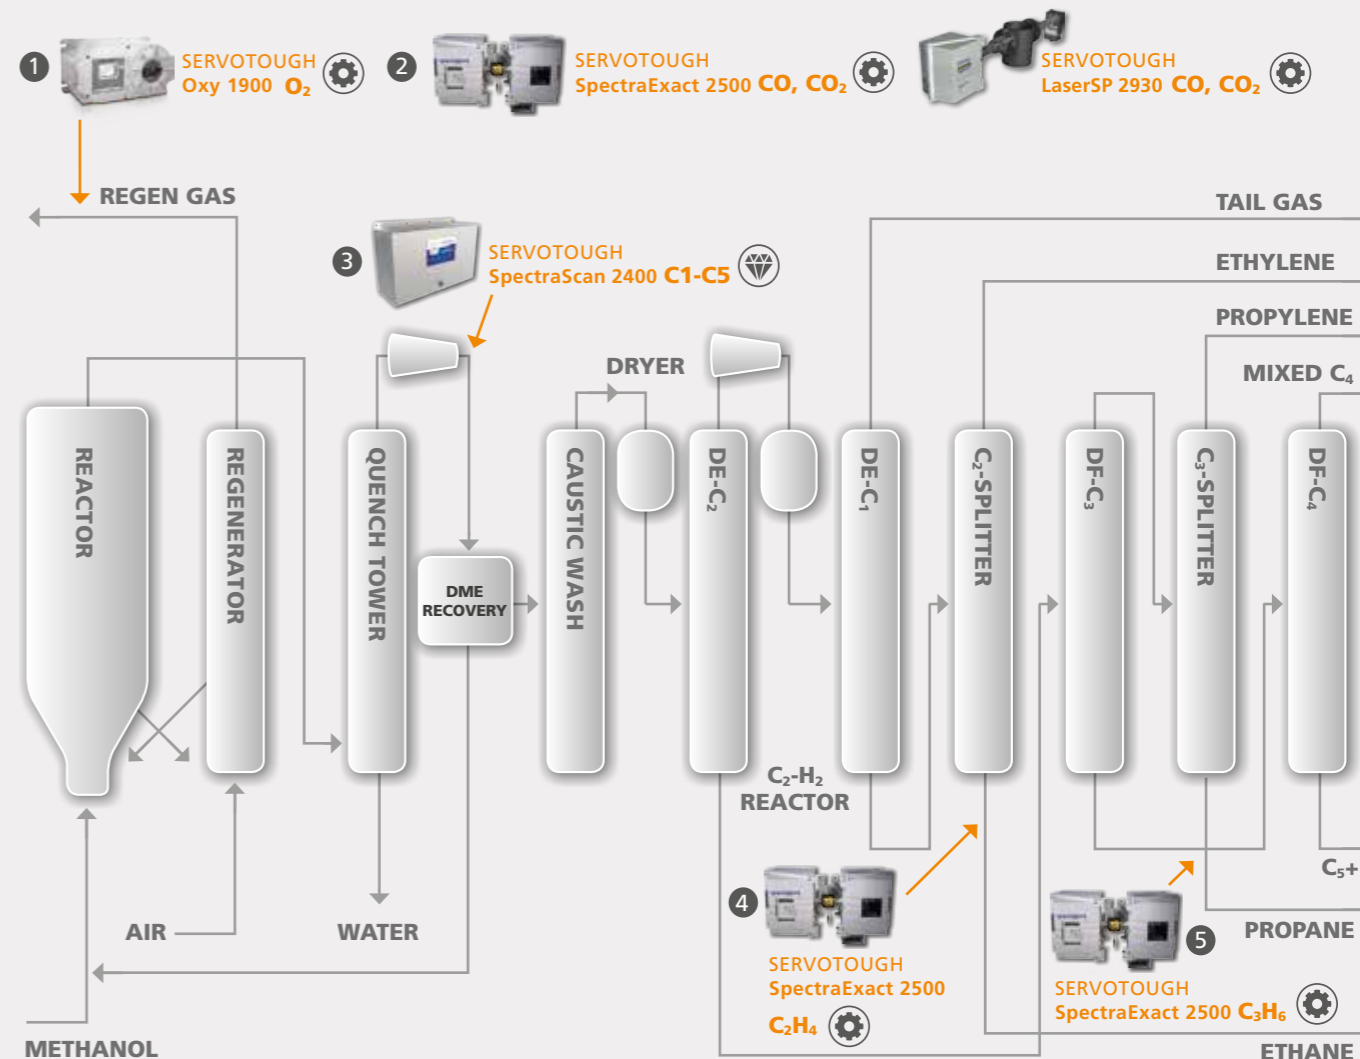 1
SERVOTOUGH
Oxy 1900 O₂
2
SERVOTOUGH
SpectraExact 2500 CO, CO₂
SERVOTOUGH
LaserSP 2930 CO, CO₂
REGEN GAS
TAIL GAS
3
SERVOTOUGH
SpectraScan 2400 C1-C5
ETHYLENE
PROPYLENE
DRYER
MIXED C₄
REACTOR
REGENERATOR
QUENCH TOWER
DME
RECOVERY
CAUSTIC WASH
DE-C₂
DE-C₁
C₂-SPLITTER
DF-C₃
C₃-SPLITTER
DF-C₄
C₂-H₂
REACTOR
C₅+
4
5
AIR
WATER
PROPANE
SERVOTOUGH
SpectraExact 2500
C₂H₄
SERVOTOUGH
SpectraExact 2500 C₃H₆
METHANOL
ETHANE